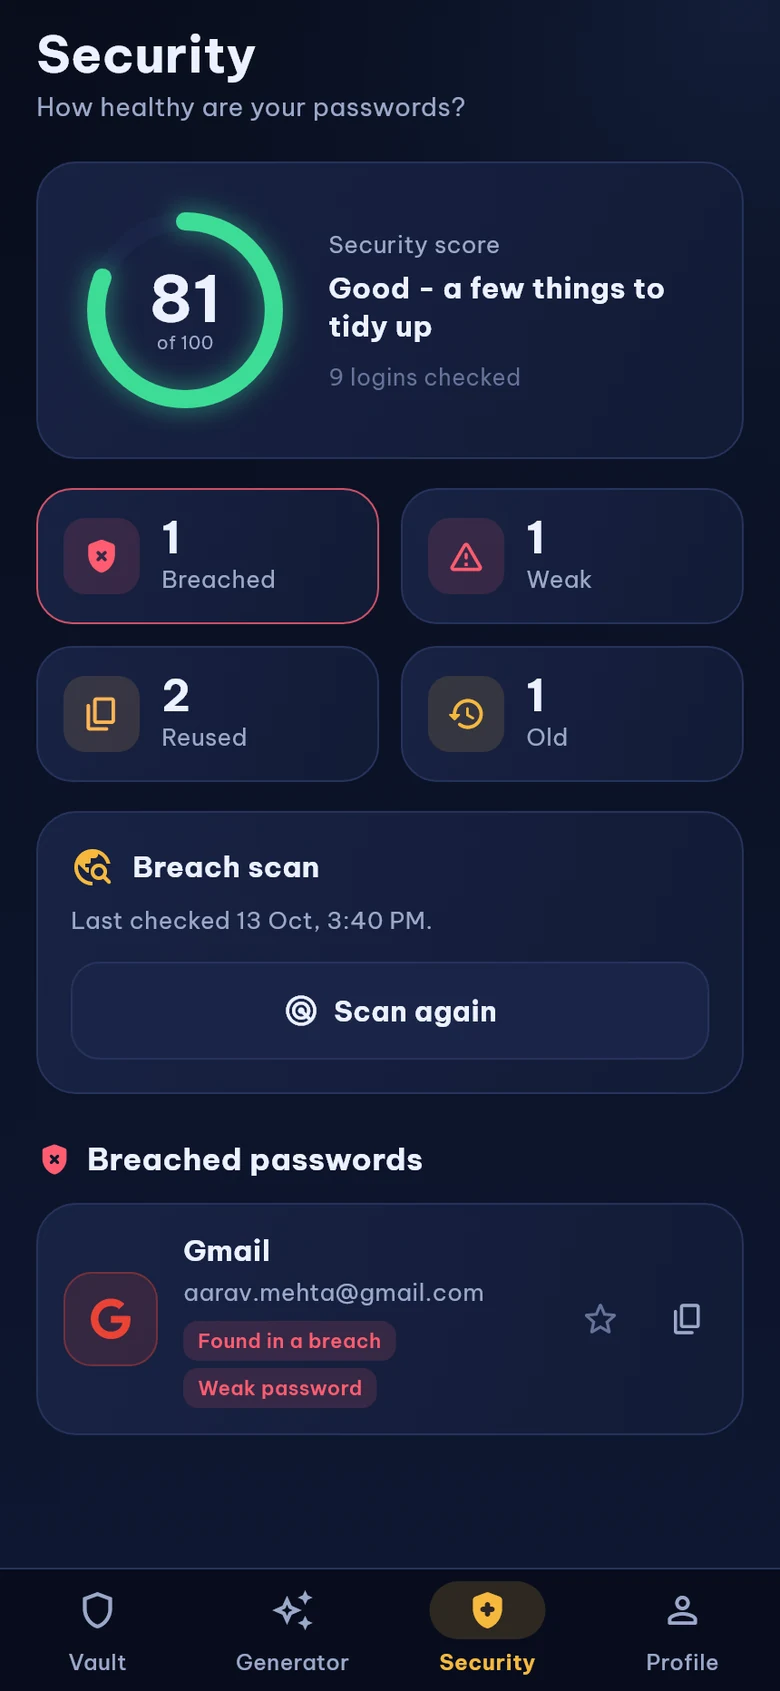 Security
How healthy are your passwords?
81
of 100
Security score
Good - a few things to
tidy up
9 logins checked
1
Breached
1
Weak
2
Reused
1
Old
Breach scan
Last checked 13 Oct, 3:40 PM.
Scan again
Breached passwords
G
Gmail
aarav.mehta@gmail.com
Found in a breach
Weak password
Vault
Generator
Security
Profile